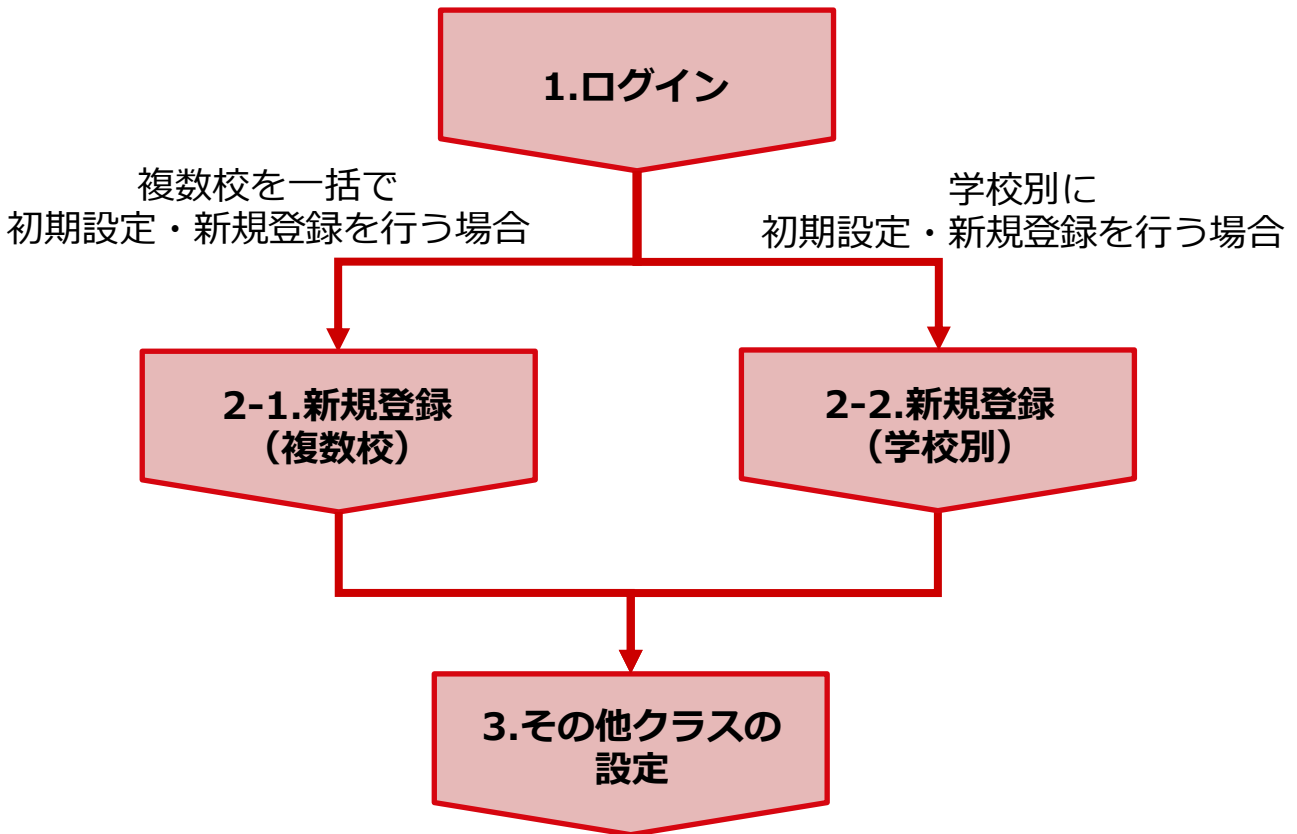 1.ログイン
複数校を一括で
初期設定・新規登録を行う場合
学校別に
初期設定・新規登録を行う場合
2-1.新規登録
（複数校）
2-2.新規登録
（学校別）
3.その他クラスの
設定